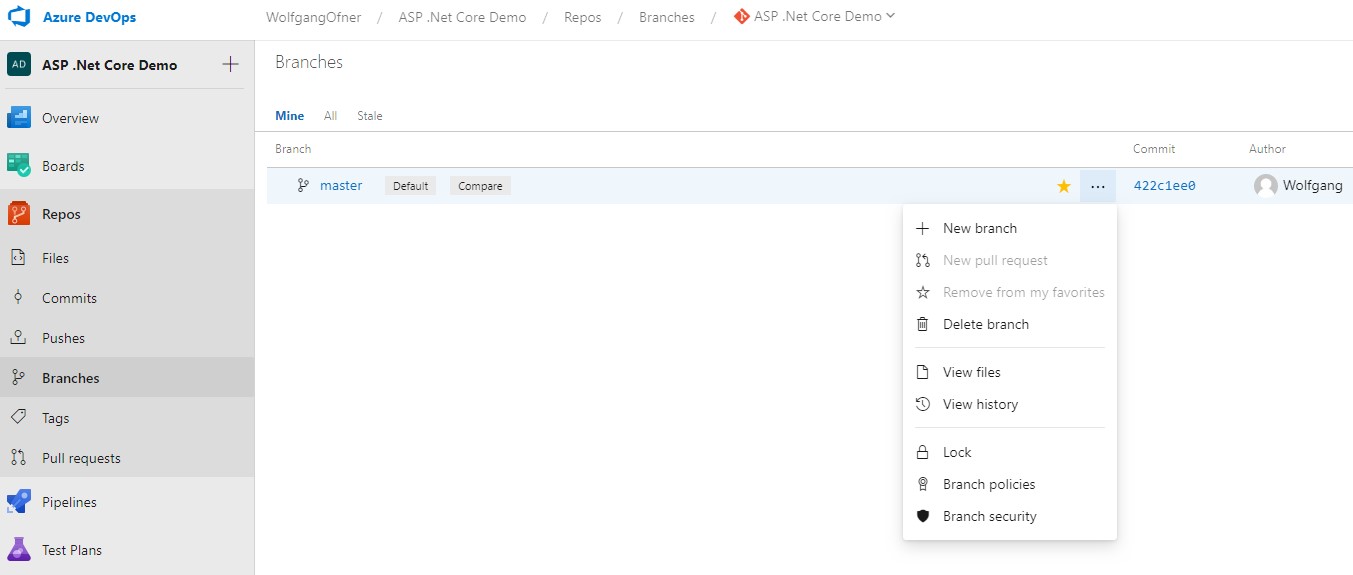 Azure DevOps
WolfgangOfner / ASP .Net Core Demo / Repos / Branches / ASP .Net Core Demo
AD ASP .Net Core Demo
Overview
Boards
Repos
Files
Commits
Pushes
Branches
Tags
Pull requests
Pipelines
Test Plans
Branches
Mine All Stale
Branch Commit Author
master Default Compare ... 422c1ee0 Wolfgang
New branch
New pull request
Remove from my favorites
Delete branch
View files
View history
Lock
Branch policies
Branch security